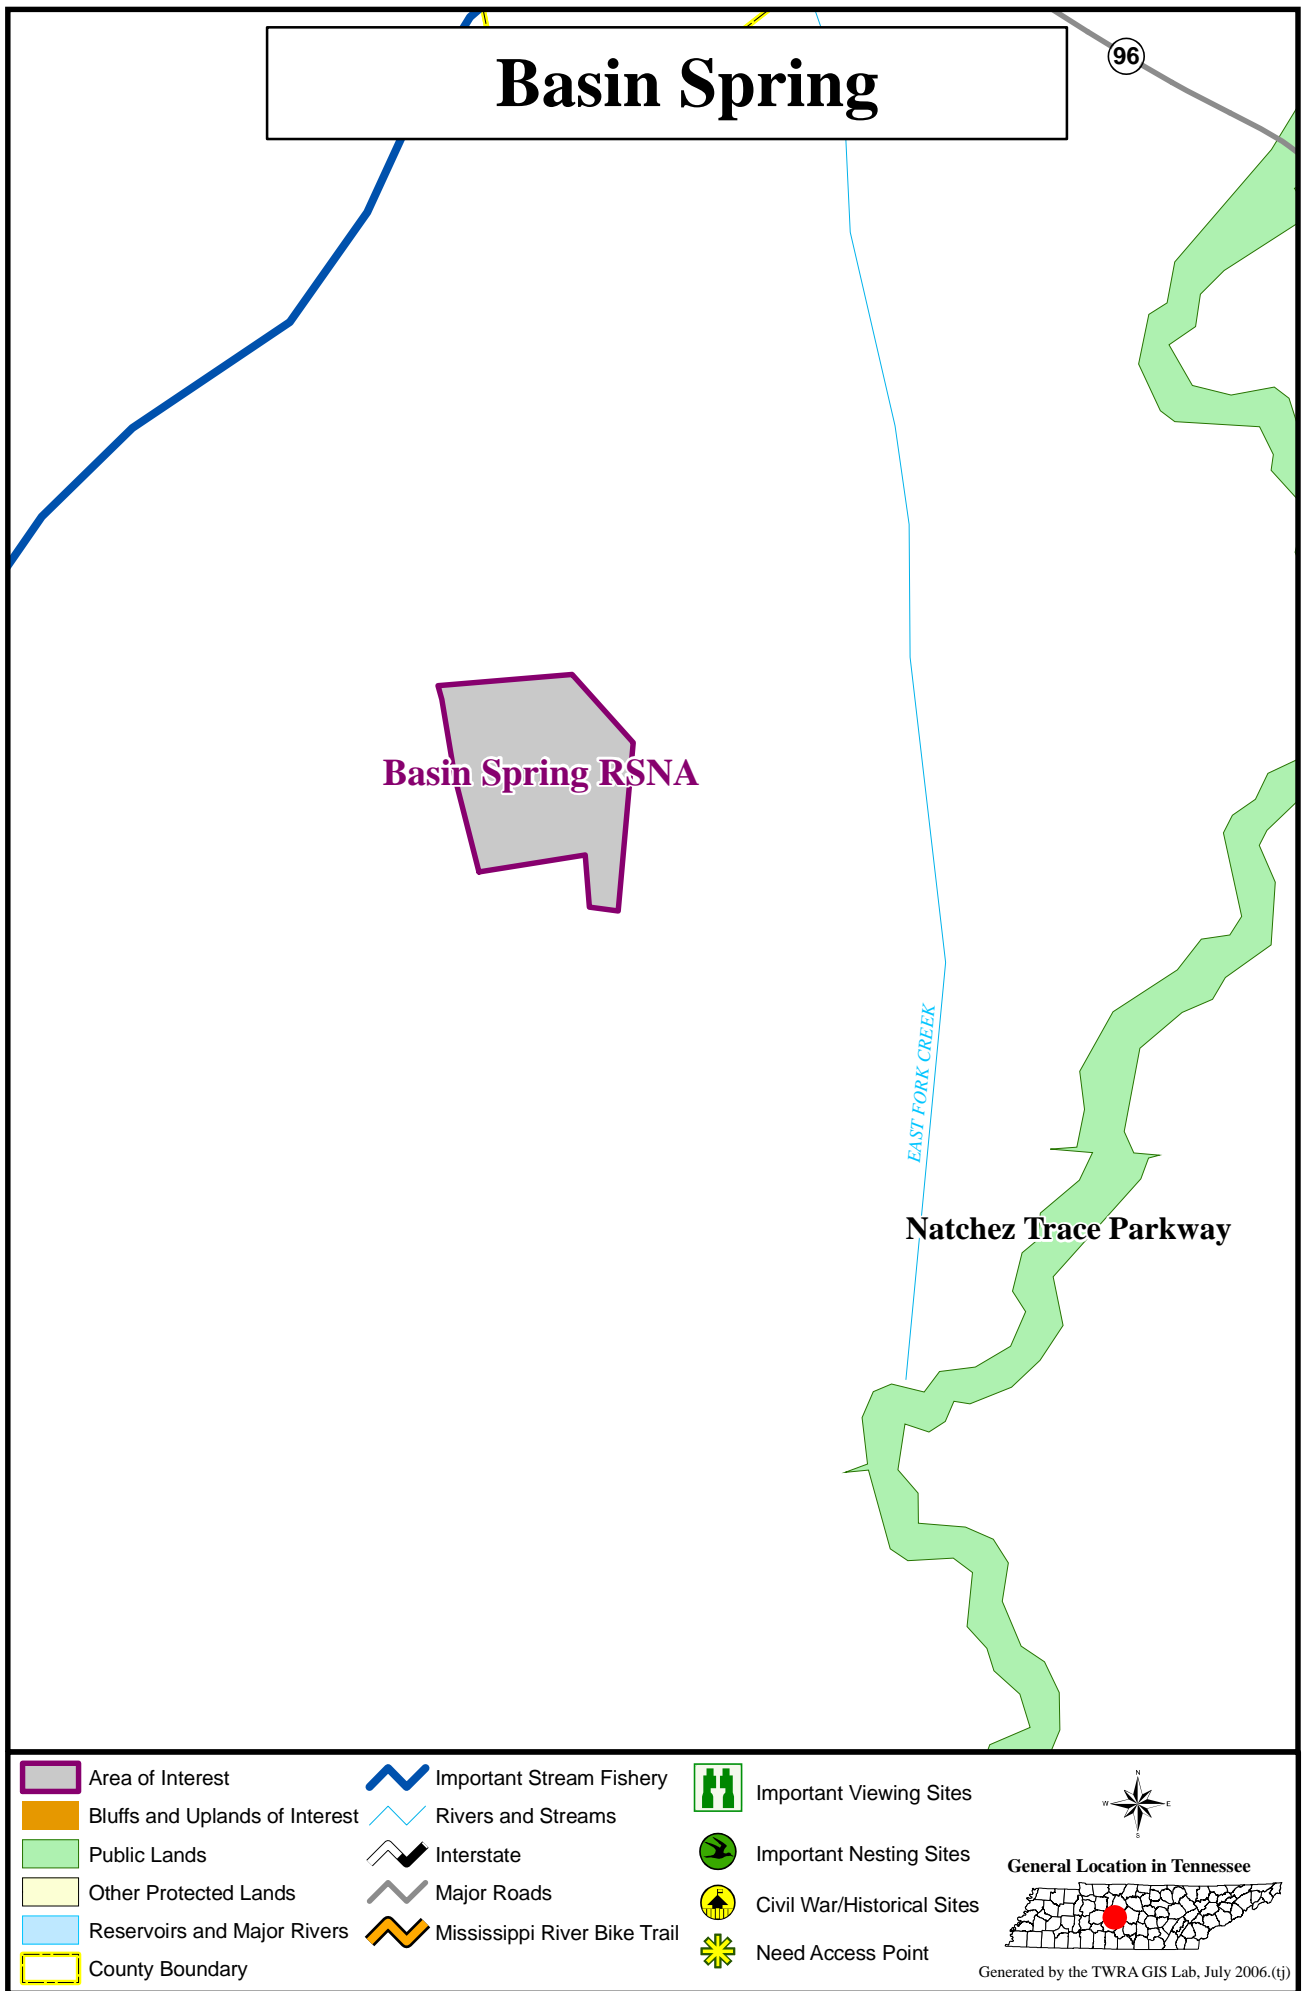 Basin Spring
96
Basin Spring RSNA
EAST FORK CREEK
Natchez Trace Parkway
Area of Interest
Bluffs and Uplands of Interest
Public Lands
Other Protected Lands
Reservoirs and Major Rivers
County Boundary
Important Stream Fishery
Rivers and Streams
Interstate
Major Roads
Mississippi River Bike Trail
Important Viewing Sites
Important Nesting Sites
Civil War/Historical Sites
Need Access Point
N
W E
S
General Location in Tennessee
Generated by the TWRA GIS Lab, July 2006.(tj)